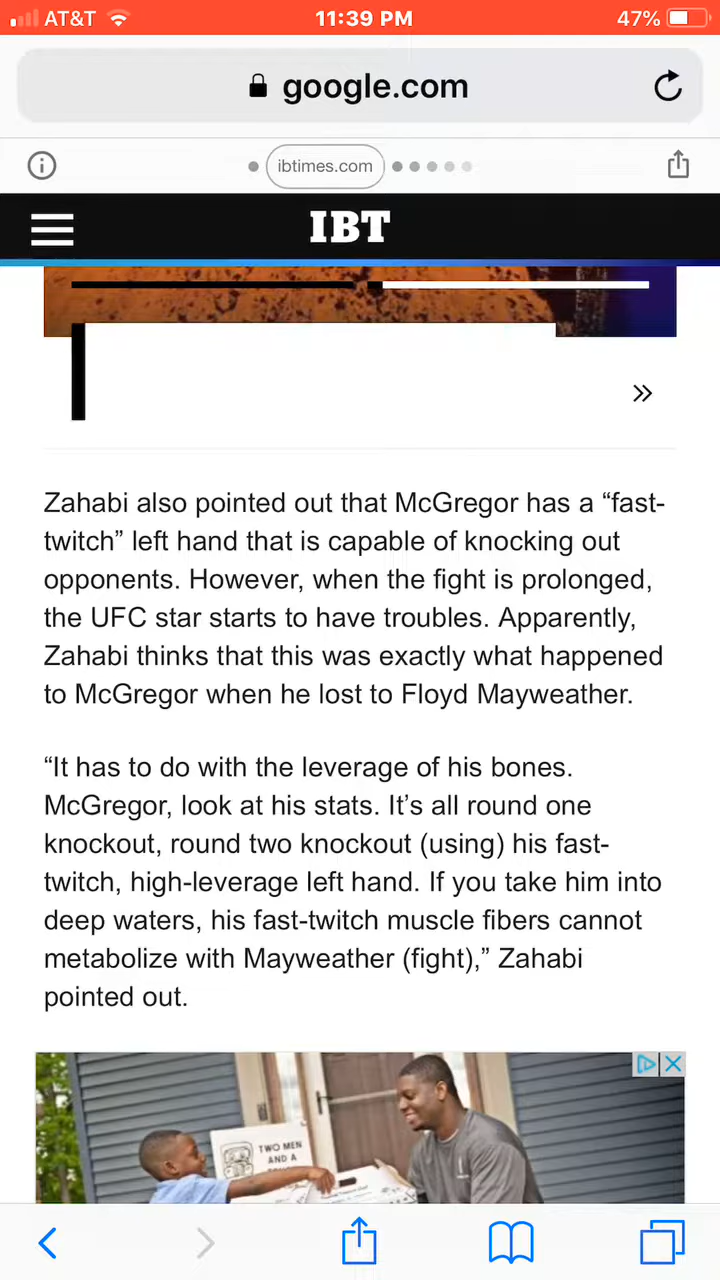 AT&T 11:39 PM 47%
google.com
ibtimes.com
IBT
Zahabi also pointed out that McGregor has a “fast-
twitch” left hand that is capable of knocking out
opponents. However, when the fight is prolonged,
the UFC star starts to have troubles. Apparently,
Zahabi thinks that this was exactly what happened
to McGregor when he lost to Floyd Mayweather.
“It has to do with the leverage of his bones.
McGregor, look at his stats. It’s all round one
knockout, round two knockout (using) his fast-
twitch, high-leverage left hand. If you take him into
deep waters, his fast-twitch muscle fibers cannot
metabolize with Mayweather (fight),” Zahabi
pointed out.
TWO MEN
AND A